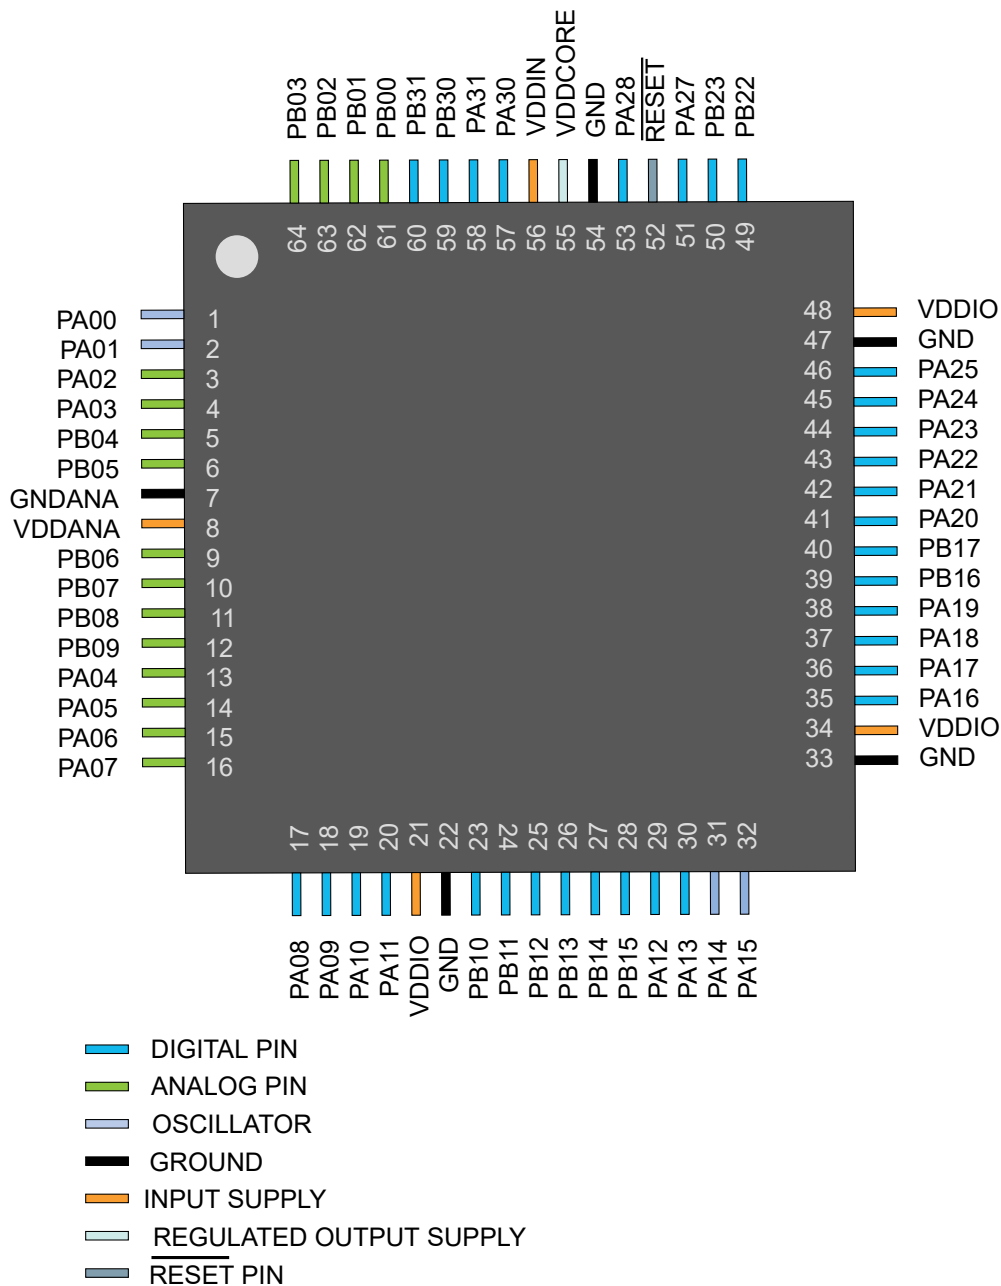 PB03 PB02 PB01 PB00 PB31 PB30 PA31 PA30 VDDIN VDDCORE GND PA28 RESET PA27 PB23 PB22
64 63 62 61 60 59 58 57 56 55 54 53 52 51 50 49
PA00 1
PA01 2
PA02 3
PA03 4
PB04 5
PB05 6
GNDANA 7
VDDANA 8
PB06 9
PB07 10
PB08 11
PB09 12
PA04 13
PA05 14
PA06 15
PA07 16
48 VDDIO
47 GND
46 PA25
45 PA24
44 PA23
43 PA22
42 PA21
41 PA20
40 PB17
39 PB16
38 PA19
37 PA18
36 PA17
35 PA16
34 VDDIO
33 GND
17 18 19 20 21 22 23 24 25 26 27 28 29 30 31 32
PA08 PA09 PA10 PA11 VDDIO GND PB10 PB11 PB12 PB13 PB14 PB15 PA12 PA13 PA14 PA15
DIGITAL PIN
ANALOG PIN
OSCILLATOR
GROUND
INPUT SUPPLY
REGULATED OUTPUT SUPPLY
RESET PIN